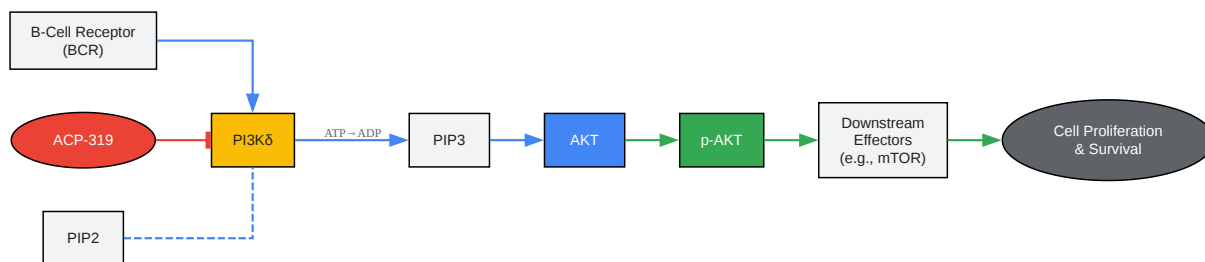 B-Cell Receptor
(BCR)
ACP-319
PI3Kδ
ATP→ADP
PIP3
AKT
p-AKT
Downstream
Effectors
(e.g., mTOR)
Cell Proliferation
& Survival
PIP2